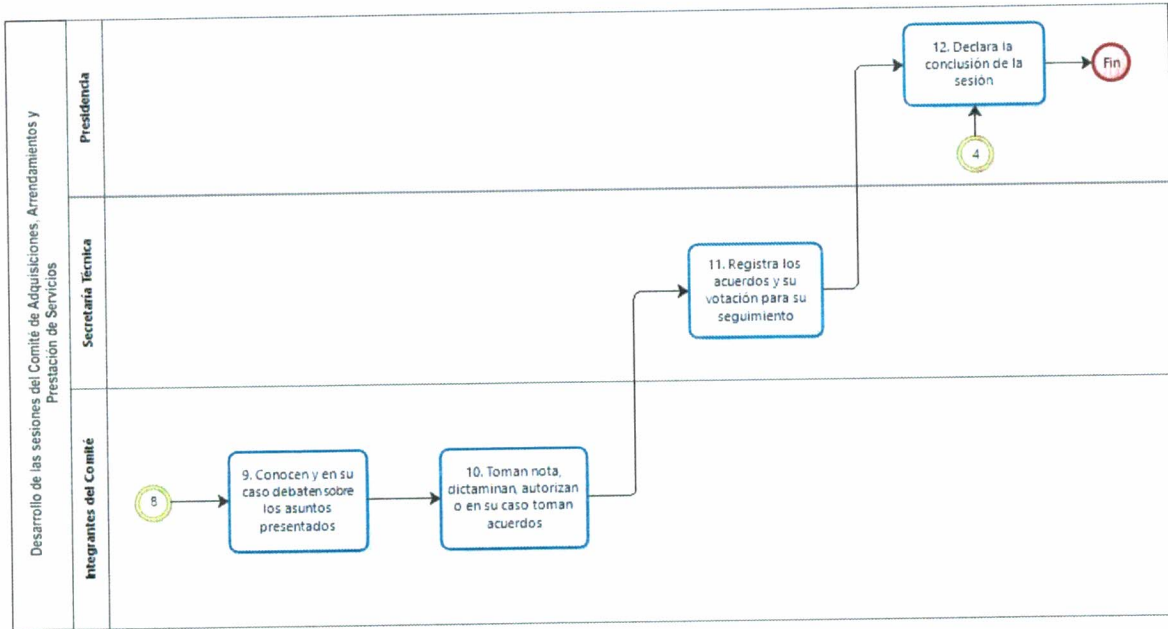 Desarrollo de las sesiones del Comité de Adquisiciones, Arrendamientos y
Prestación de Servicios
Presidencia
12. Declara la
conclusión de la
sesión
Fin
4
Secretaría Técnica
11. Registra los
acuerdos y su
votación para su
seguimiento
Integrantes del Comité
8
9. Conocen y en su
caso debaten sobre
los asuntos
presentados
10. Toman nota,
dictaminan, autorizan
o en su caso toman
acuerdos